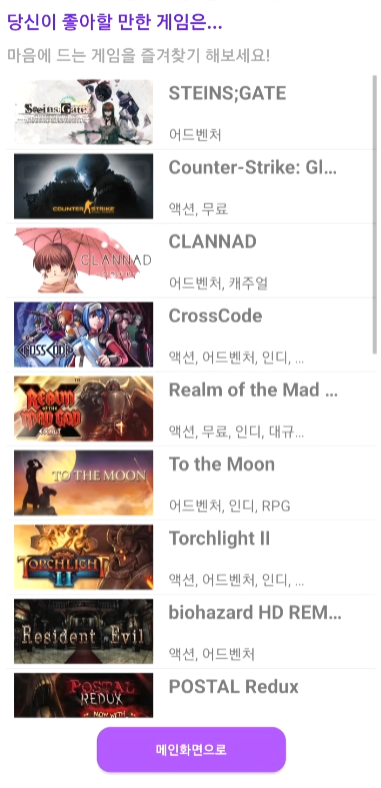 당신이 좋아할 만한 게임은...
마음에 드는 게임을 즐겨찾기 해보세요!
STEINS;GATE
STEINS;GATE
어드벤처
COUNTER STRIKE
Counter-Strike: Gl...
액션, 무료
CLANNAD
CLANNAD
어드벤처, 캐주얼
CROSSCODE
CrossCode
액션, 어드벤처, 인디, ...
REALM OF THE MAD GOD
Realm of the Mad ...
액션, 무료, 인디, 대규...
TO THE MOON
To the Moon
어드벤처, 인디, RPG
TORCHLIGHT II
Torchlight II
액션, 어드벤처, 인디, ...
Resident Evil
biohazard HD REM...
액션, 어드벤처
POSTAL
REDUX
NOW WITH
POSTAL Redux
메인화면으로